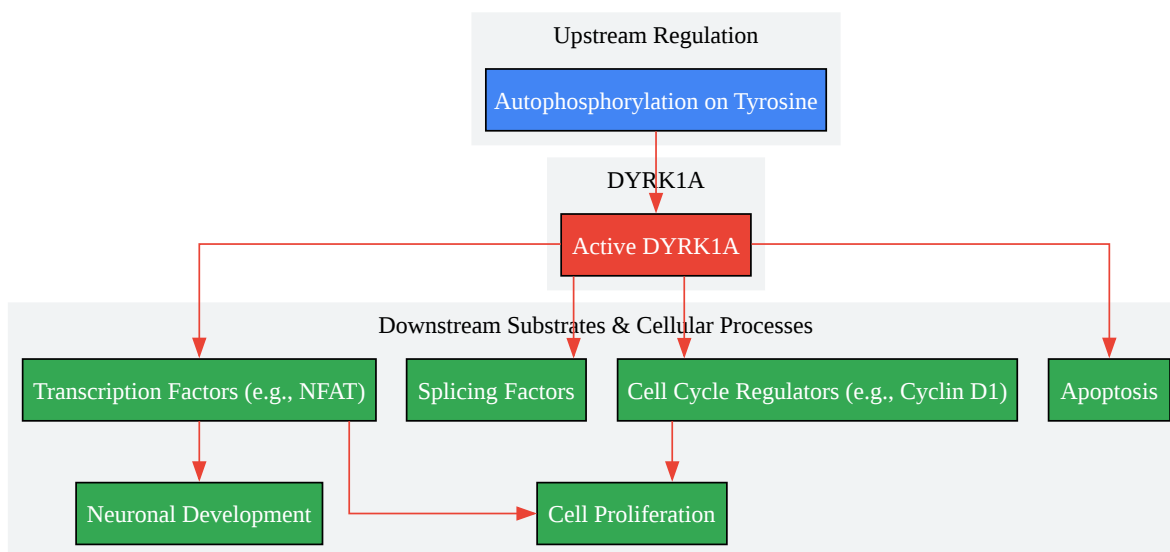 Upstream Regulation
Autophosphorylation on Tyrosine
DYRK1A
Active DYRK1A
Downstream Substrates & Cellular Processes
Transcription Factors (e.g., NFAT)
Splicing Factors
Cell Cycle Regulators (e.g., Cyclin D1)
Apoptosis
Neuronal Development
Cell Proliferation